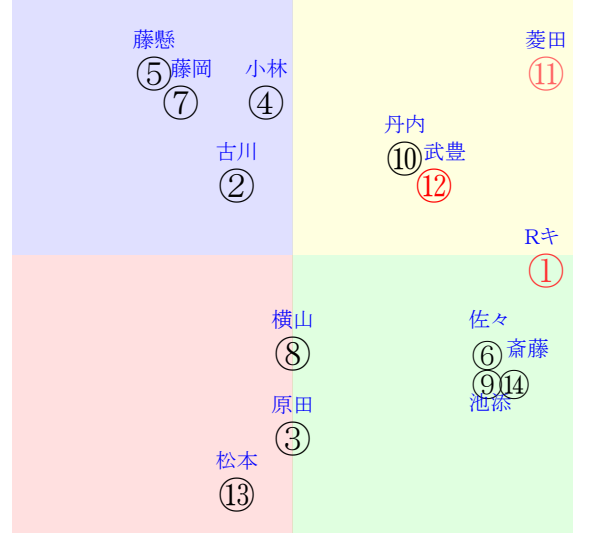 藤懸
菱田
⑤藤岡
小林
⑪
⑦
④
丹内
古川
⑩武豊
②
⑫
Rキ
①
横山
佐々
⑧
⑥斎藤
⑨⑭
原田
池添
③
松本
⑬